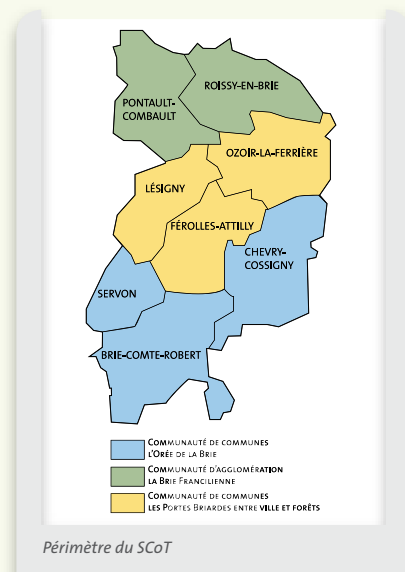 ROISSY-EN-BRIE
PONTAULT-
COMBAULT
OZOIR-LA-FERRIÈRE
LÉSIGNY
FÉROLLES-ATTILLY
CHEVRY-
COSSIGNY
SERVON
BRIE-COMTE-ROBERT
COMMUNAUTÉ DE COMMUNES
L'ORÉE DE LA BRIE
COMMUNAUTÉ D'AGGLOMÉRATION
LA BRIE FRANCILIENNE
COMMUNAUTÉ DE COMMUNES
LES PORTES BRIARDES ENTRE VILLE ET FORÊTS
Périmètre du SCoT